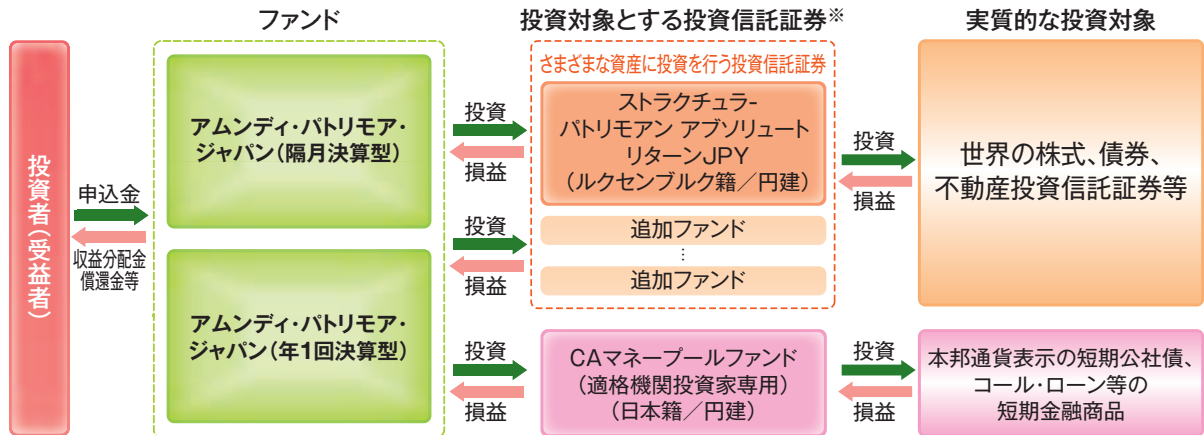 ファンド
投資対象とする投資信託証券※
実質的な投資対象
投資者(受益者)
申込金
収益分配金
償還金等
アムンディ・パトリモア・
ジャパン(隔月決算型)
アムンディ・パトリモア・
ジャパン(年1回決算型)
投資
損益
投資
損益
投資
損益
さまざまな資産に投資を行う投資信託証券
ストラクチュラ-
パトリモアン アブソリュート
リターンJPY
(ルクセンブルク籍/円建)
追加ファンド
⋮
追加ファンド
CAマネープールファンド
(適格機関投資家専用)
(日本籍/円建)
投資
損益
投資
損益
世界の株式、債券、
不動産投資信託証券等
本邦通貨表示の短期公社債、
コール・ローン等の
短期金融商品